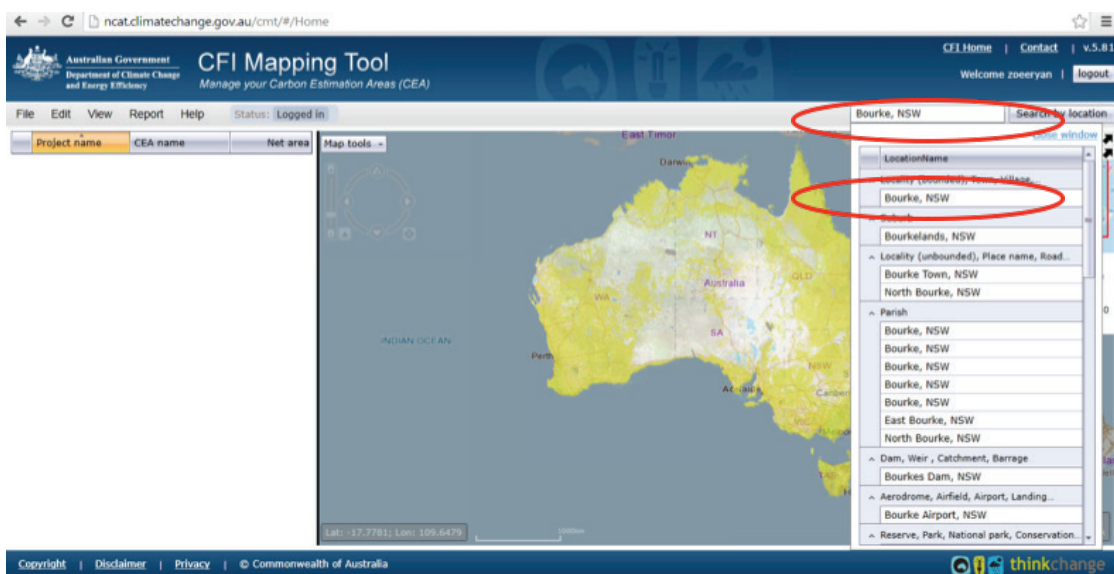 ncat.climatechange.gov.au/cmt/#/Home
Australian Government
Department of Climate Change
and Energy Efficiency
CFI Mapping Tool
Manage your Carbon Estimation Areas (CEA)
CFI Home | Contact | v.5.81
Welcome zoeeryan | logout
File Edit View Report Help Status: Logged in
Bourke, NSW Search by location
Project name CEA name Net area
Map tools
close window
LocationName
Locality (bounded), Town, Village,...
Bourke, NSW
Suburb
Bourkelands, NSW
Locality (unbounded), Place name, Road...
Bourke Town, NSW
North Bourke, NSW
Parish
Bourke, NSW
Bourke, NSW
Bourke, NSW
Bourke, NSW
Bourke, NSW
East Bourke, NSW
North Bourke, NSW
Dam, Weir , Catchment, Barrage
Bourkes Dam, NSW
Aerodrome, Airfield, Airport, Landing...
Bourke Airport, NSW
Reserve, Park, National park, Conservation...
East Timor
Darwin
NT
QLD
Australia
WA
SA
INDIAN OCEAN
NSW
Perth
Adelaide
VIC
TAS
Lat: -17.7781; Lon: 109.6479
1000km
Copyright | Disclaimer | Privacy | © Commonwealth of Australia
thinkchange